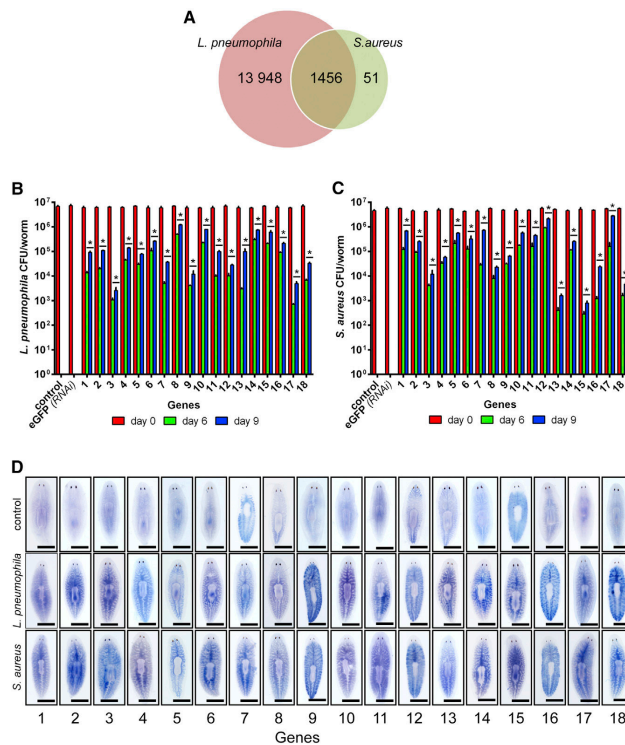 A
L. pneumophila
S.aureus
13 948
1456
51
B
L. pneumophila CFU/worm
10^7
10^6
10^5
10^4
10^3
10^2
10^1
10^0
* * * * * * * * * * * * * * * * * *
control
eGFP (RNAi)
1 2 3 4 5 6 7 8 9 10 11 12 13 14 15 16 17 18
Genes
day 0 day 6 day 9
C
S. aureus CFU/worm
10^7
10^6
10^5
10^4
10^3
10^2
10^1
10^0
* * * * * * * * * * * * * * * * * *
control
eGFP (RNAi)
1 2 3 4 5 6 7 8 9 10 11 12 13 14 15 16 17 18
Genes
day 0 day 6 day 9
D
control
L. pneumophila
S. aureus
1 2 3 4 5 6 7 8 9 10 11 12 13 14 15 16 17 18
Genes